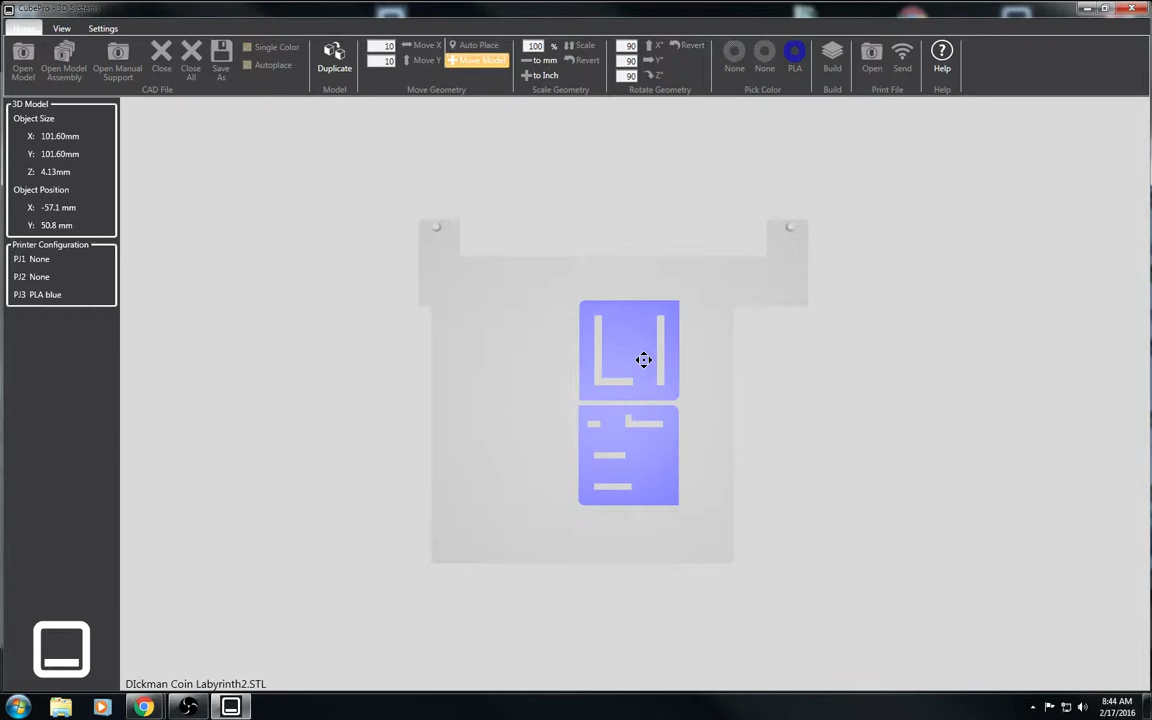 CubePro - 3D Systems
View
Settings
Open Model
Open Model Assembly
Open Manual Support
Close
Close All
Save As
Single Color
Autoplace
CAD File
Duplicate
Model
10 Move X
10 Move Y
Auto Place
Move Model
Move Geometry
100 % Scale
to mm Revert
to Inch
Scale Geometry
90 X° Revert
90 Y°
90 Z°
Rotate Geometry
None
None
PLA
Pick Color
Build
Build
Open
Send
Print File
Help
Help
3D Model
Object Size
X: 101.60mm
Y: 101.60mm
Z: 4.13mm
Object Position
X: -57.1 mm
Y: 50.8 mm
Printer Configuration
PJ1 None
PJ2 None
PJ3 PLA blue
DIckman Coin Labyrinth2.STL
8:44 AM
2/17/2016